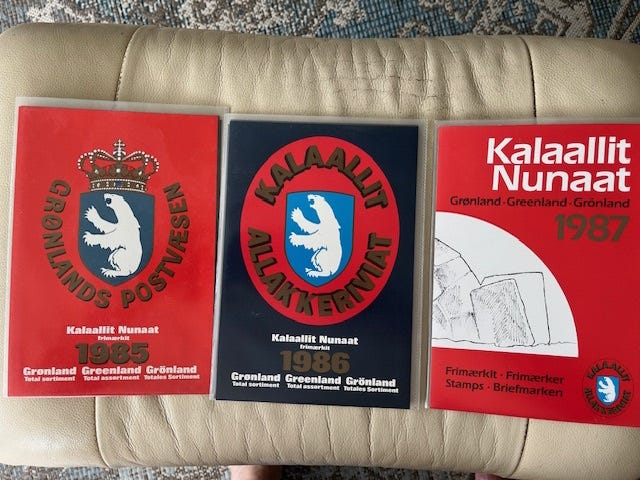 GRØNLANDS POSTVÆSEN
Kalaallit Nunaat
frimærkit
1985
Grønland Greenland Grönland
Total sortiment Total assortment Totales Sortiment
KALAALLIT
ALLAKKERIVIAT
Kalaallit Nunaat
frimærkit
1986
Grønland Greenland Grönland
Total sortiment Total assortment Totales Sortiment
Kalaallit
Nunaat
Grønland · Greenland · Grönland
1987
Frimærkit · Frimærker
Stamps · Briefmarken
KALAALLIT
ALLAKKERIVIAT